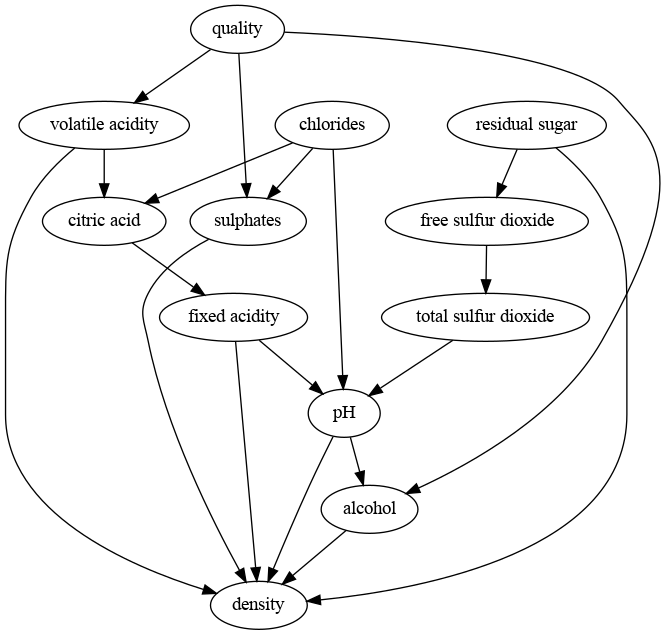 quality
volatile acidity
chlorides
residual sugar
citric acid
sulphates
free sulfur dioxide
fixed acidity
total sulfur dioxide
pH
alcohol
density